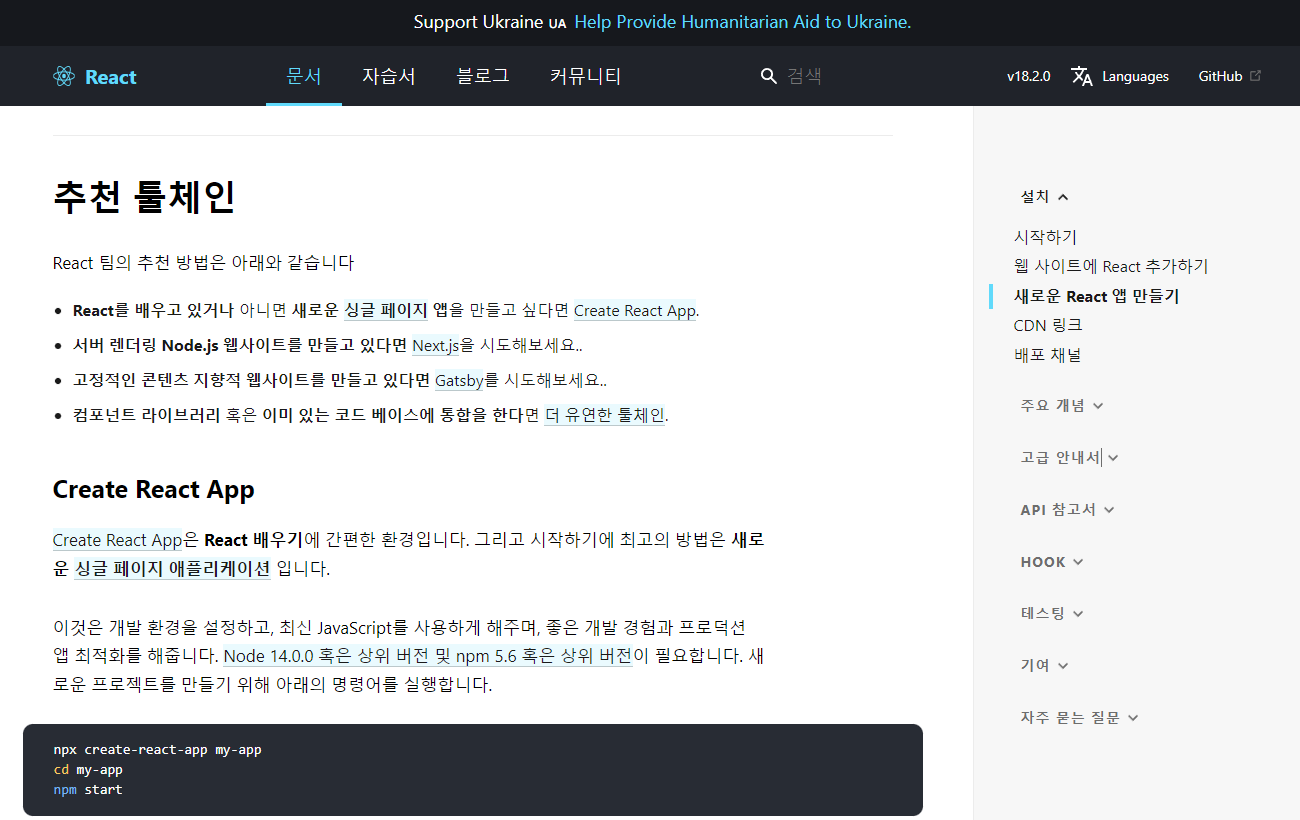 Support Ukraine UA Help Provide Humanitarian Aid to Ukraine.
React 문서 자습서 블로그 커뮤니티 검색 v18.2.0 Languages GitHub
추천 툴체인
React 팀의 추천 방법은 아래와 같습니다
• React를 배우고 있거나 아니면 새로운 싱글 페이지 앱을 만들고 싶다면 Create React App.
• 서버 렌더링 Node.js 웹사이트를 만들고 있다면 Next.js을 시도해보세요..
• 고정적인 콘텐츠 지향적 웹사이트를 만들고 있다면 Gatsby를 시도해보세요..
• 컴포넌트 라이브러리 혹은 이미 있는 코드 베이스에 통합을 한다면 더 유연한 툴체인.
Create React App
Create React App은 React 배우기에 간편한 환경입니다. 그리고 시작하기에 최고의 방법은 새로
운 싱글 페이지 애플리케이션 입니다.
이것은 개발 환경을 설정하고, 최신 JavaScript를 사용하게 해주며, 좋은 개발 경험과 프로덕션
앱 최적화를 해줍니다. Node 14.0.0 혹은 상위 버전 및 npm 5.6 혹은 상위 버전이 필요합니다. 새
로운 프로젝트를 만들기 위해 아래의 명령어를 실행합니다.
npx create-react-app my-app
cd my-app
npm start
설치
시작하기
웹 사이트에 React 추가하기
새로운 React 앱 만들기
CDN 링크
배포 채널
주요 개념
고급 안내서
API 참고서
HOOK
테스팅
기여
자주 묻는 질문